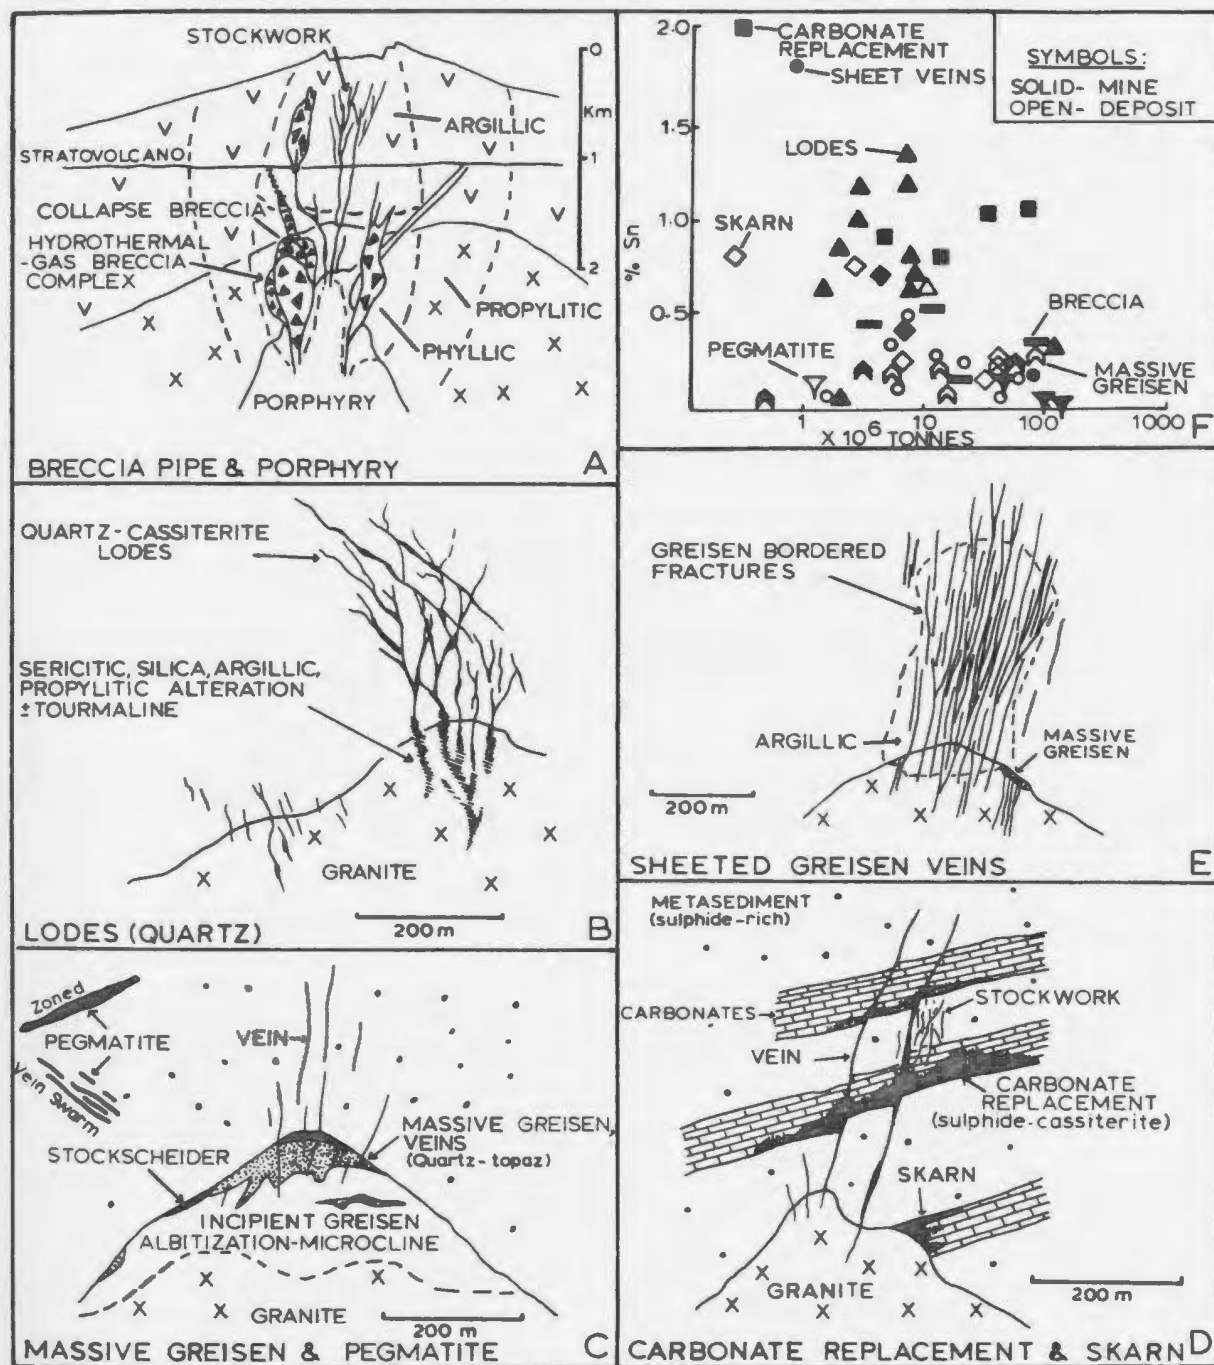 STOCKWORK
O
Km
ARGILLIC
STRATOVOLCANO
1
COLLAPSE BRECCIA
HYDROTHERMAL
-GAS BRECCIA
COMPLEX
2
PROPYLITIC
PHYLLIC
PORPHYRY
BRECCIA PIPE & PORPHYRY
A
QUARTZ-CASSITERITE
LODES
SERICITIC, SILICA, ARGILLIC,
PROPYLITIC ALTERATION
± TOURMALINE
GRANITE
200 m
LODES (QUARTZ)
B
Zoned
PEGMATITE
Vein Swarm
VEIN
STOCKSCHEIDER
MASSIVE GREISEN,
VEINS
(Quartz-topaz)
INCIPIENT GREISEN
ALBITIZATION-MICROCLINE
GRANITE
200 m
MASSIVE GREISEN & PEGMATITE
C
2.0
CARBONATE
REPLACEMENT
SHEET VEINS
SYMBOLS:
SOLID- MINE
OPEN- DEPOSIT
1.5
LODES
1.0
SKARN
% Sn
0.5
BRECCIA
PEGMATITE
MASSIVE
GREISEN
1
10
100
1000
X 10⁶ TONNES
F
GREISEN BORDERED
FRACTURES
ARGILLIC
MASSIVE
GREISEN
200 m
SHEETED GREISEN VEINS
E
METASEDIMENT
(sulphide-rich)
CARBONATES
STOCKWORK
VEIN
CARBONATE
REPLACEMENT
(sulphide-cassiterite)
SKARN
GRANITE
200 m
CARBONATE REPLACEMENT & SKARN
D